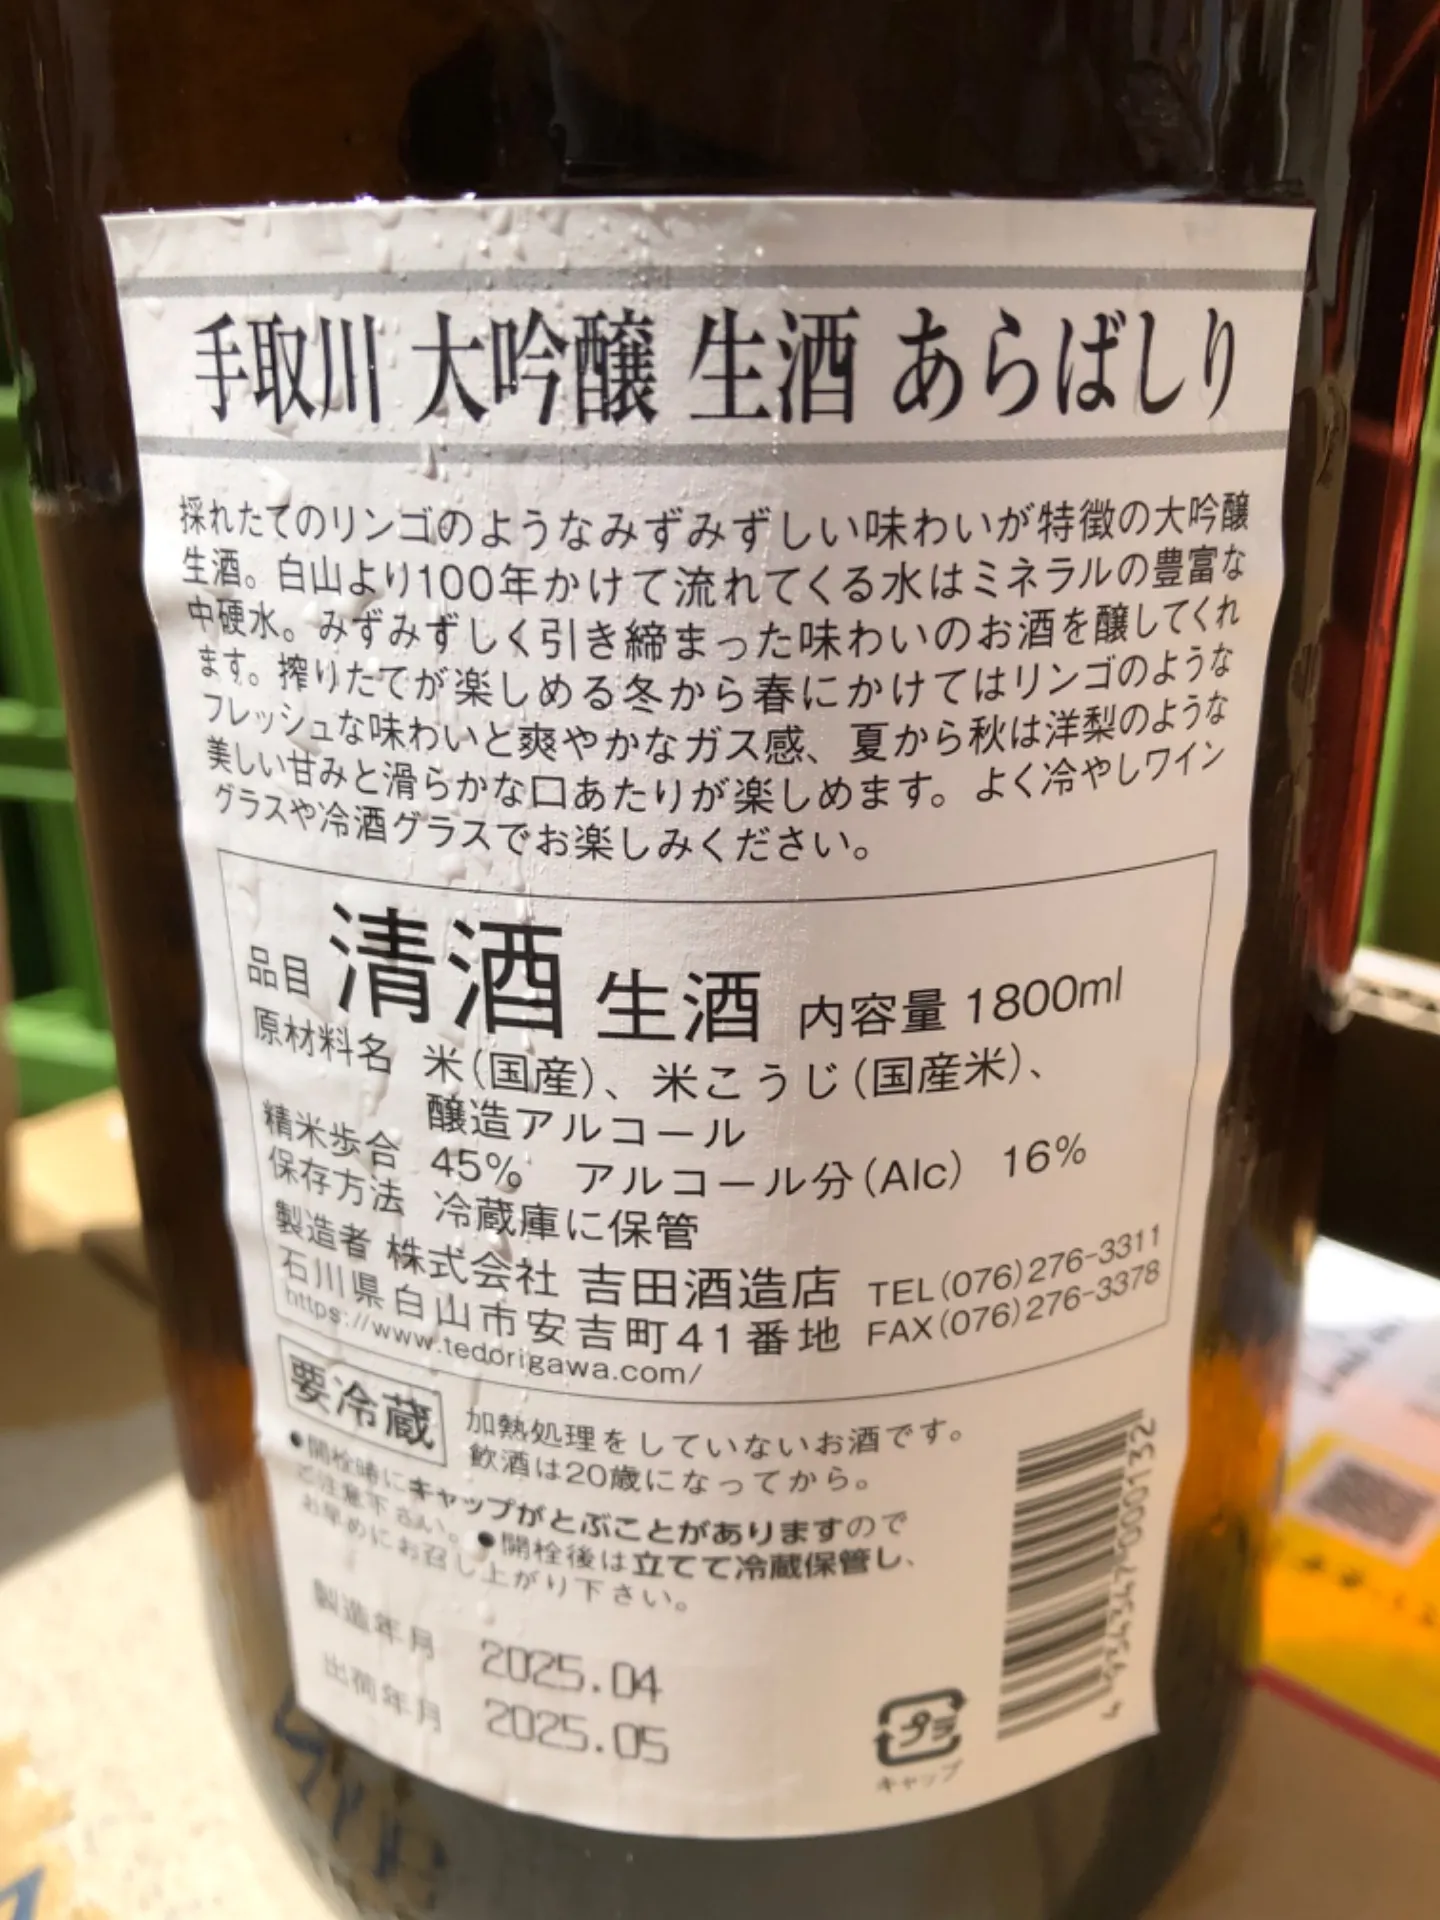 手取川 大吟醸 生酒 あらばしり
採れたてのリンゴのようなみずみずしい味わいが特徴の大吟醸
生酒。白山より100年かけて流れてくる水はミネラルの豊富な
中硬水。みずみずしく引き締まった味わいのお酒を醸してくれ
ます。搾りたてが楽しめる冬から春にかけてはリンゴのような
フレッシュな味わいと爽やかなガス感、夏から秋は洋梨のような
美しい甘みと滑らかな口あたりが楽しめます。よく冷やしワイン
グラスや冷酒グラスでお楽しみください。
品目 清酒 生酒 内容量 1800ml
原材料名 米(国産)、米こうじ(国産米)、
醸造アルコール
精米歩合 45% アルコール分(Alc) 16%
保存方法 冷蔵庫に保管
製造者 株式会社 吉田酒造店 TEL(076)276-3311
石川県白山市安吉町41番地 FAX(076)276-3378
https://www.tedorigawa.com/
要冷蔵
加熱処理をしていないお酒です。
飲酒は20歳になってから。
●開栓時にキャップがとぶことがありますので
ご注意下さい。●開栓後は立てて冷蔵保管し、
お早めにお召し上がり下さい。
製造年月 2025.04
出荷年月 2025.05
プラ
キャップ
4 934347 000132